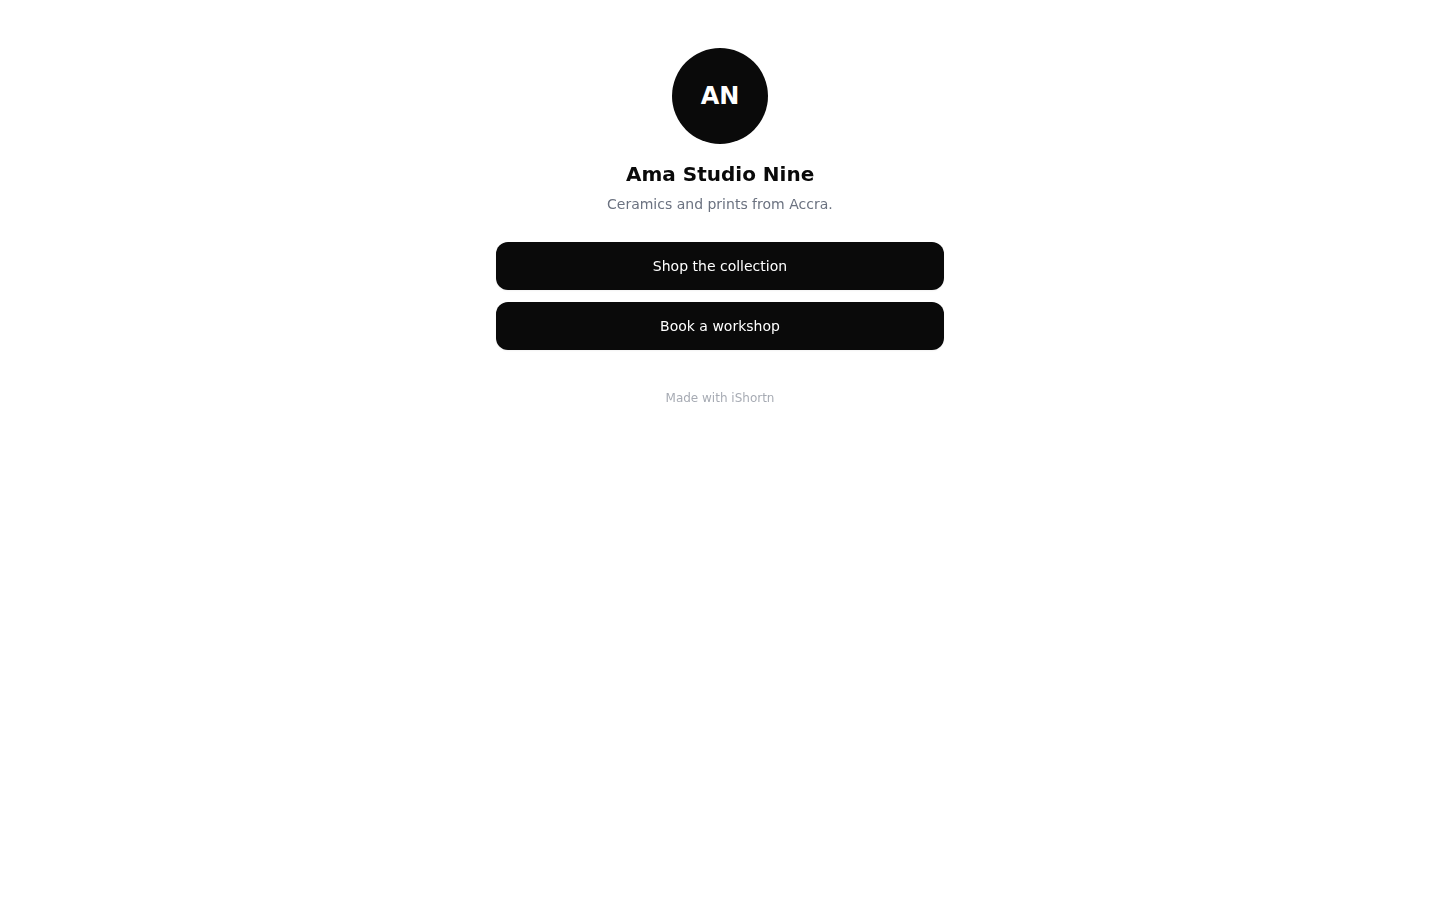 AN
Ama Studio Nine
Ceramics and prints from Accra.
Shop the collection
Book a workshop
Made with iShortn